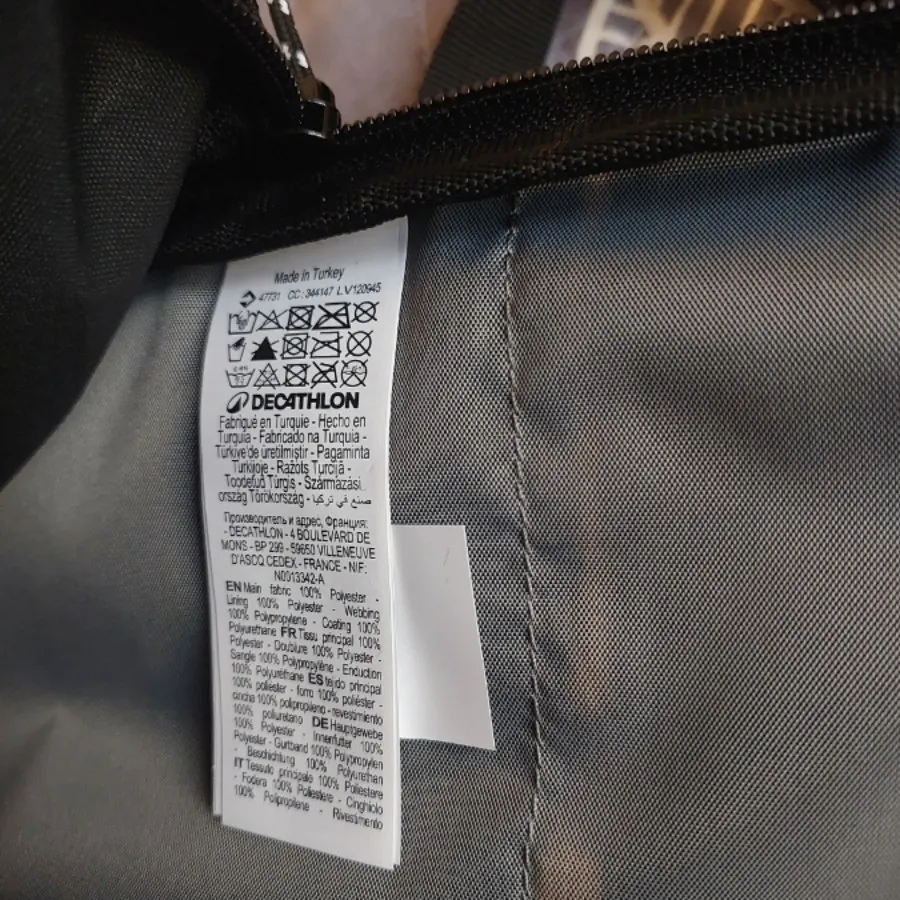 Made in Turkey
47731 CC: 344147 LV120945
DECATHLON
Fabriqué en Turquie - Hecho en
Turquia - Fabricado na Turquia -
Türkiye'de üretilmiştir - Pagaminta
Turkijoje - Ražots Turcijā -
Toodetud Türgis - Származási
ország Törökország - صنع في تركيا
Производитель и адрес, Франция:
- DECATHLON - 4 BOULEVARD DE
MONS - BP 299 - 59650 VILLENEUVE
D'ASCQ CEDEX - FRANCE - NIF:
N0013342-A
EN Main fabric 100% Polyester -
Lining 100% Polyester - Webbing
100% Polypropylene - Coating 100%
Polyurethane FR Tissu principal 100%
Polyester - Doublure 100% Polyester -
Sangle 100% Polypropylène - Enduction
100% Polyuréthane ES tejido principal
100% poliéster - forro 100% poliéster -
cincha 100% polipropileno - revestimiento
100% poliuretano DE Hauptgewebe
100% Polyester - Innenfutter 100%
Polyester - Gurtband 100% Polypropylen
- Beschichtung 100% Polyurethan
IT Tessuto principale 100% Poliestere
- Fodera 100% Poliestere - Cinghiolo
100% Polipropilene - Rivestimento